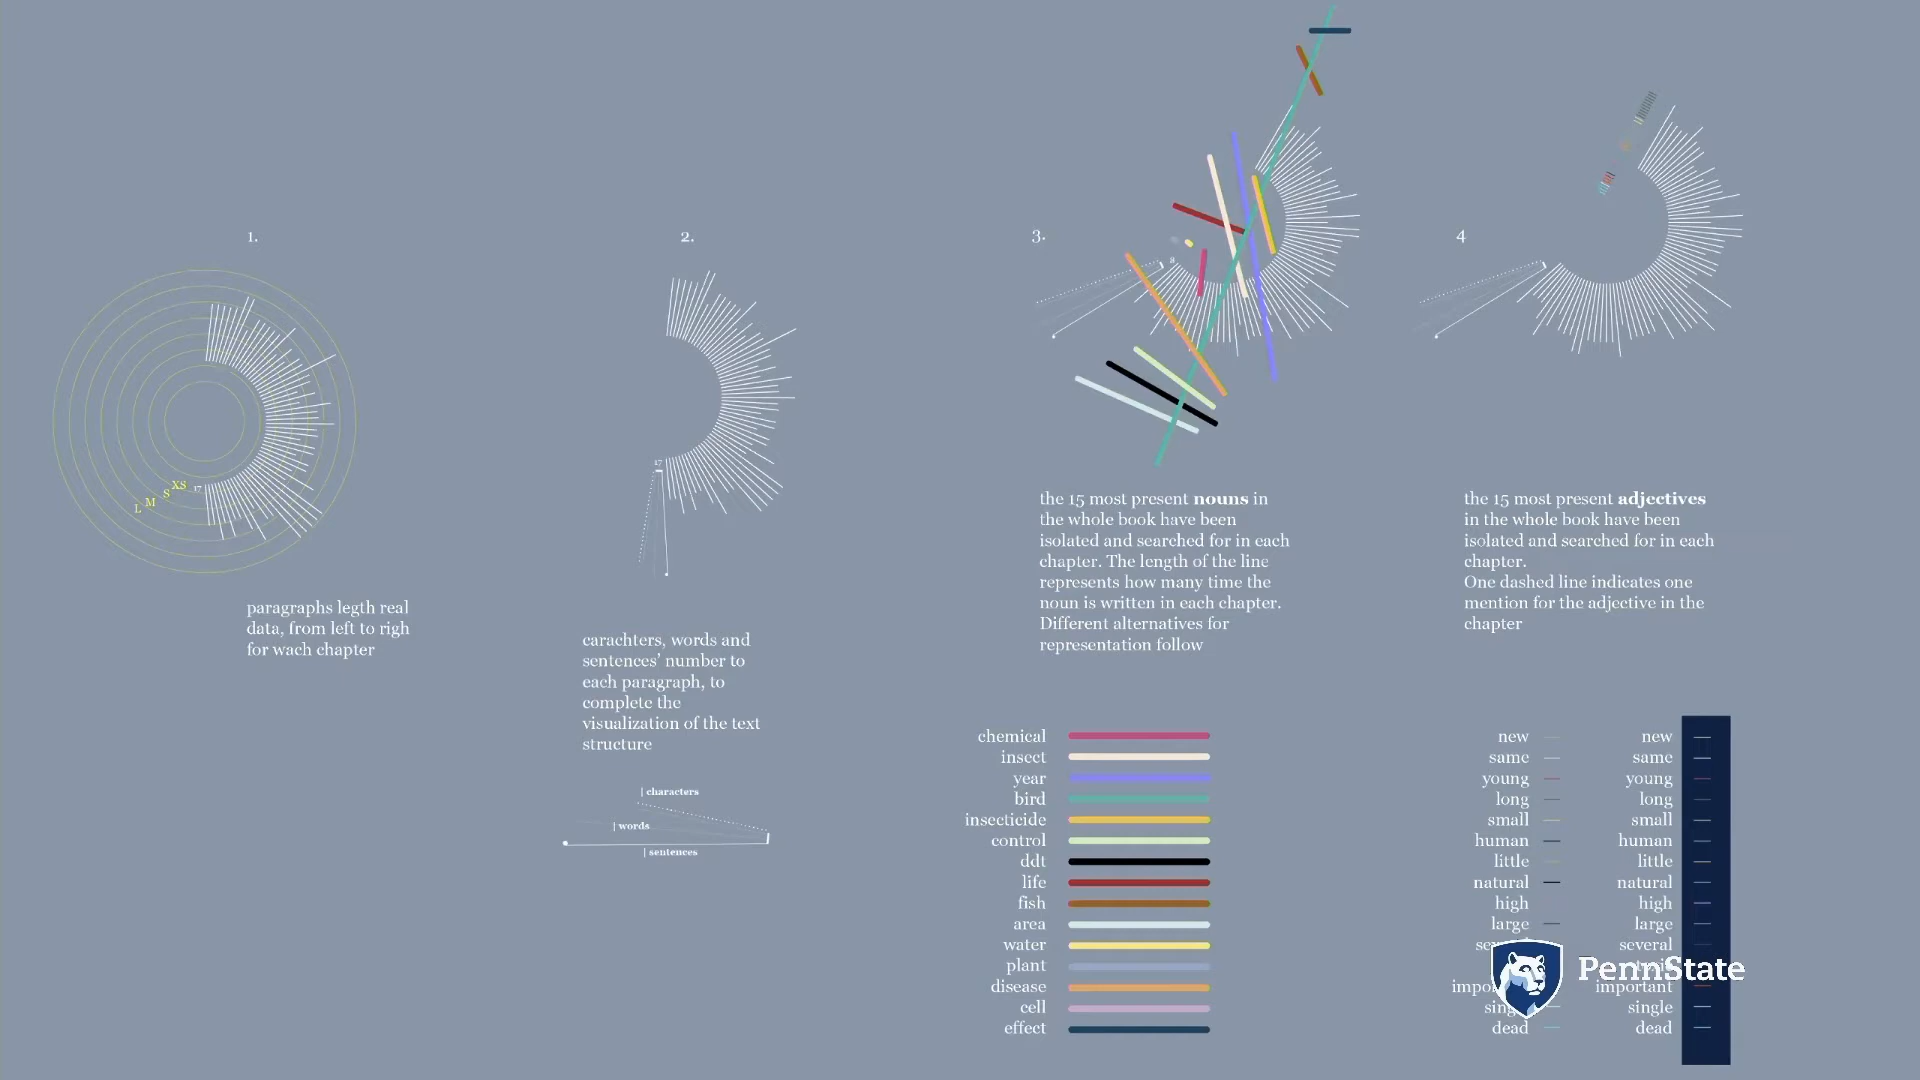 1.
L
M
S
XS
17
paragraphs legth real
data, from left to righ
for wach chapter
2.
17
carachters, words and
sentences' number to
each paragraph, to
complete the
visualization of the text
structure
| characters
| words
| sentences
3.
8
the 15 most present nouns in
the whole book have been
isolated and searched for in each
chapter. The length of the line
represents how many time the
noun is written in each chapter.
Different alternatives for
representation follow
chemical
insect
year
bird
insecticide
control
ddt
life
fish
area
water
plant
disease
cell
effect
4
the 15 most present adjectives
in the whole book have been
isolated and searched for in each
chapter.
One dashed line indicates one
mention for the adjective in the
chapter
new
same
young
long
small
human
little
natural
high
large
dead
new
same
young
long
small
human
little
natural
high
large
several
important
single
dead
PennState